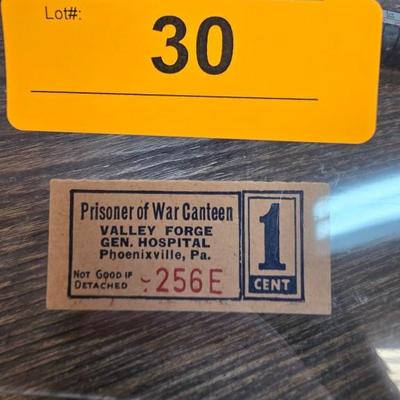 Lot#:
30
Prisoner of War Canteen
VALLEY FORGE
GEN. HOSPITAL
Phoenixville, Pa.
NOT GOOD IF
DETACHED
256E
1
CENT